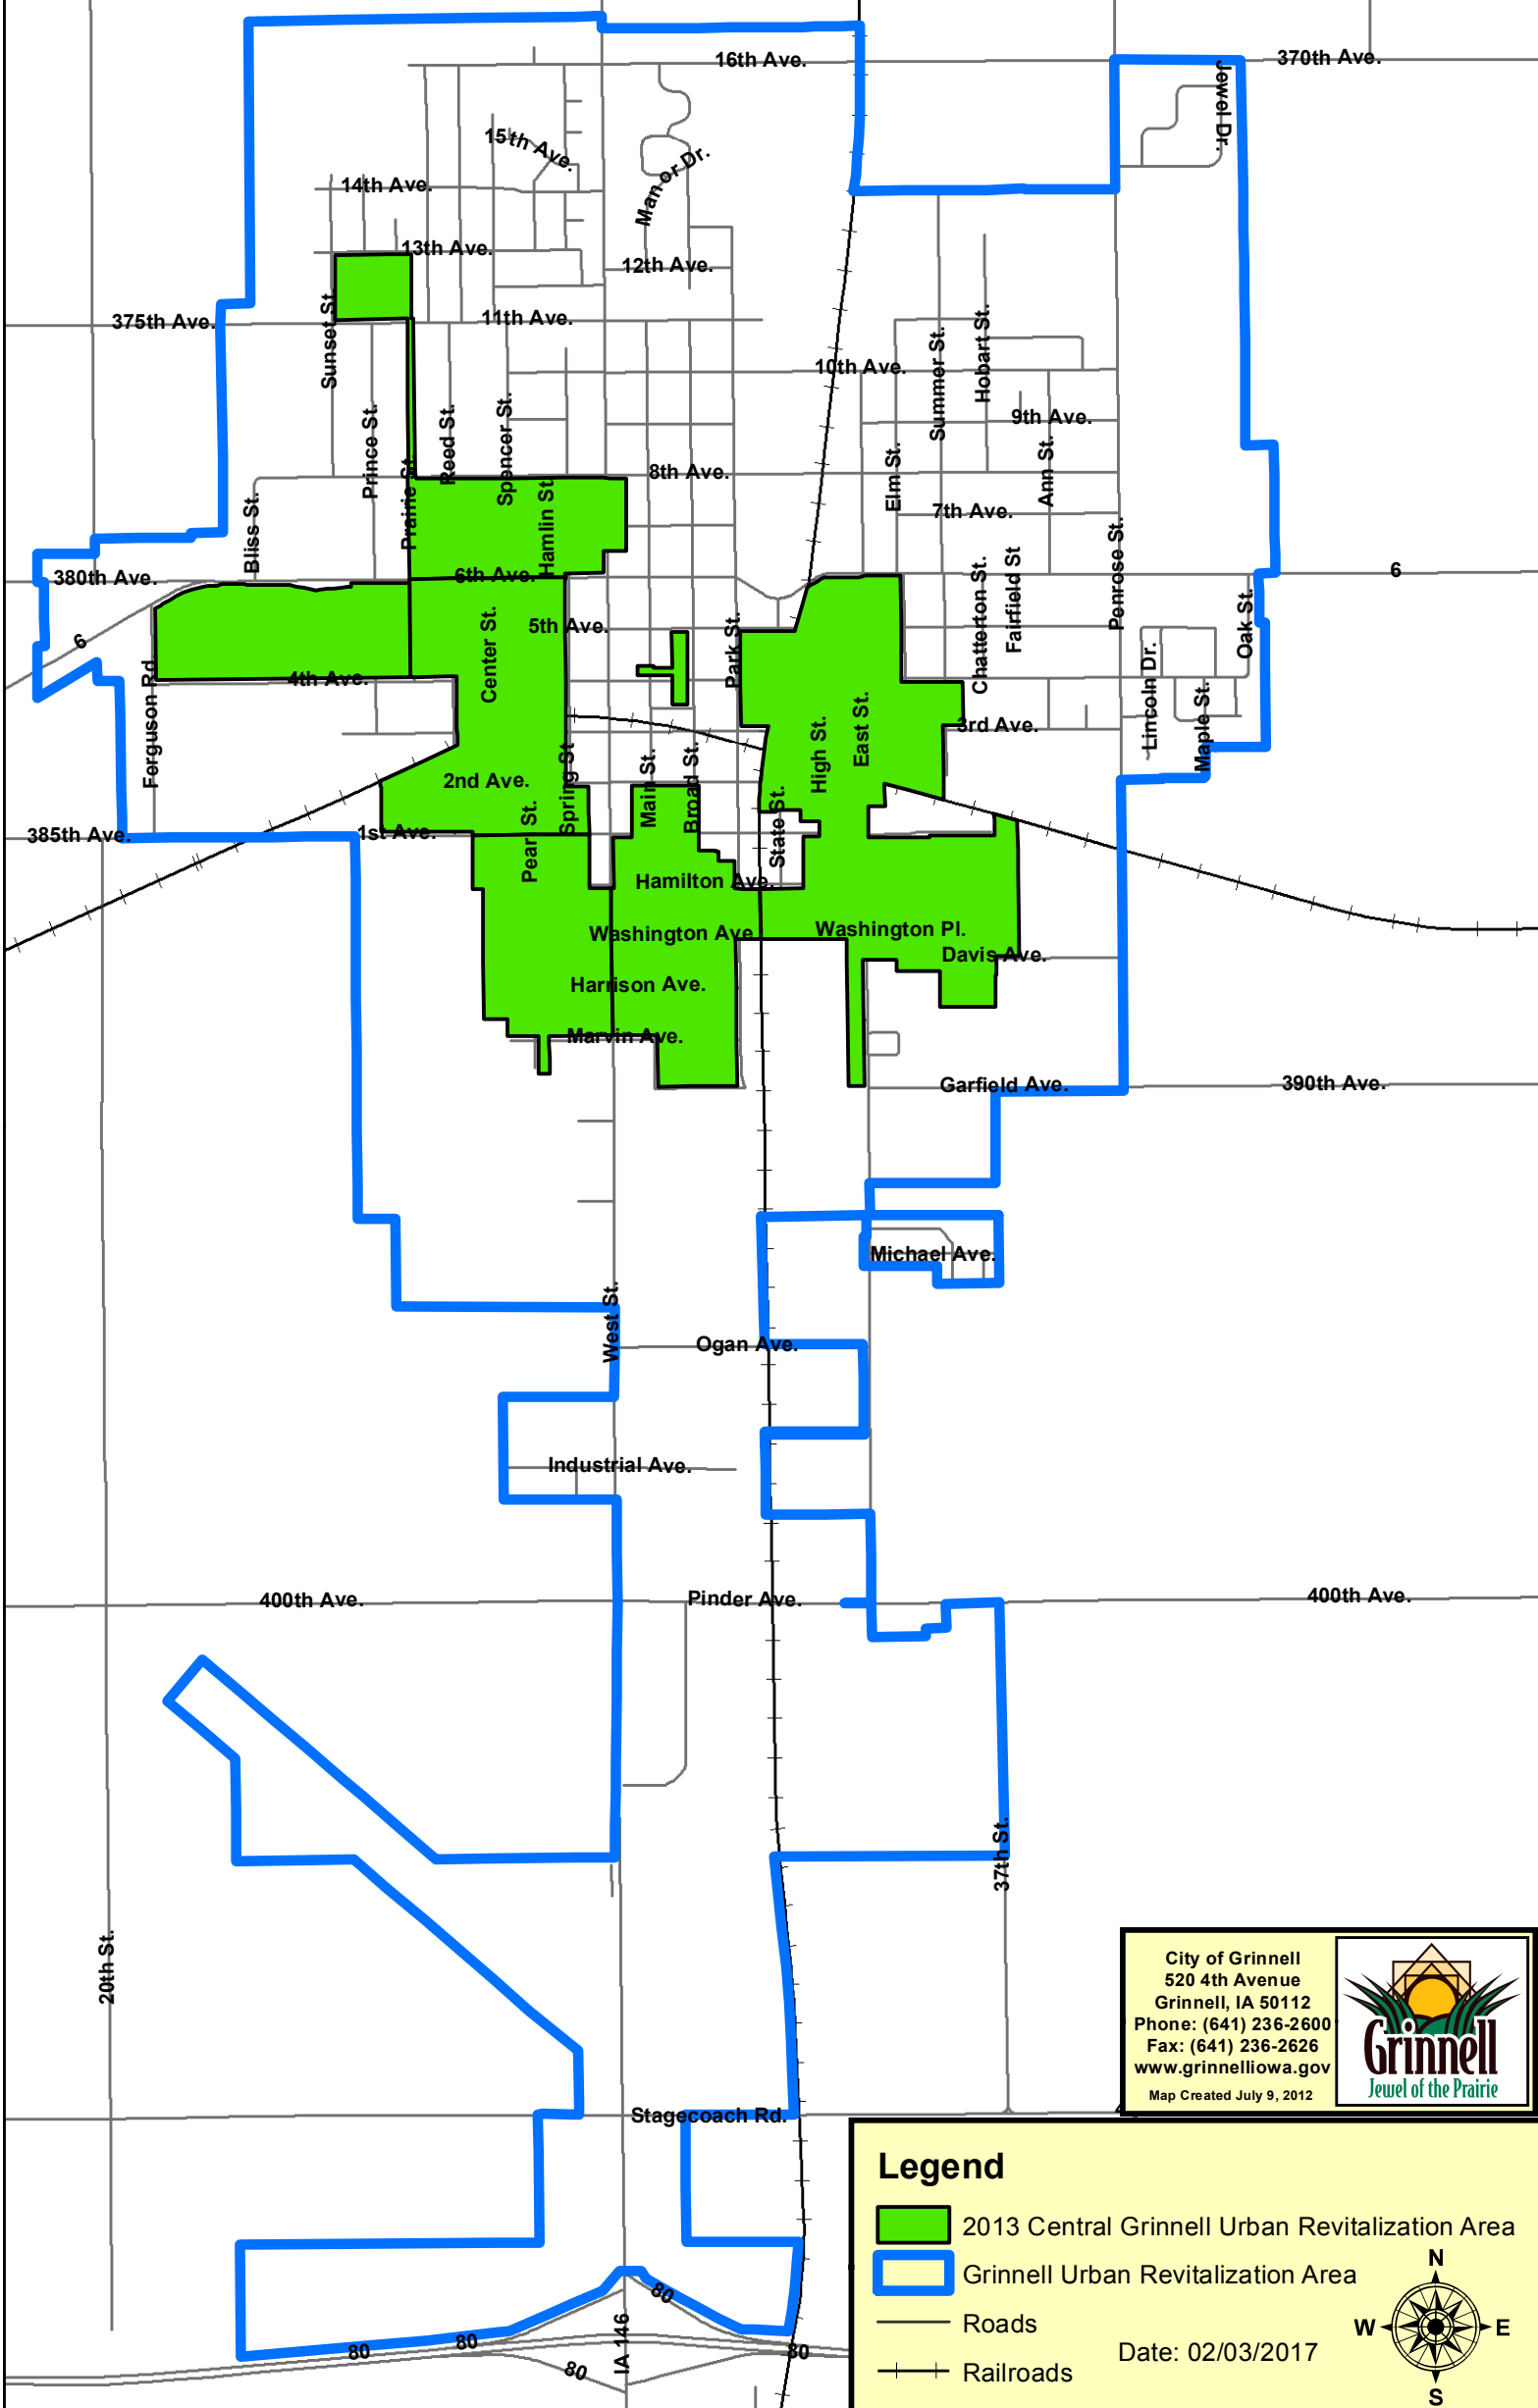 16th Ave.
370th Ave.
Jewel Dr.
15th Ave.
Manor Dr.
14th Ave.
13th Ave.
12th Ave.
375th Ave.
11th Ave.
Sunset St.
Hobart St.
Summer St.
10th Ave.
9th Ave.
Prince St.
Reed St.
Spencer St.
Prairie St.
8th Ave.
Elm St.
Ann St.
Bliss St.
Hamlin St.
7th Ave.
Penrose St.
380th Ave.
6th Ave.
6
Chatterton St.
Fairfield St
Oak St.
Center St.
5th Ave.
Park St.
6
Ferguson Rd.
4th Ave.
Lincoln Dr.
Maple St.
High St.
East St.
3rd Ave.
2nd Ave.
Spring St
Main St.
Broad St.
State St.
385th Ave.
1st Ave.
Pear St.
Hamilton Ave.
Washington Ave
Washington Pl.
Davis Ave.
Harrison Ave.
Marvin Ave.
Garfield Ave.
390th Ave.
Michael Ave.
West St.
Ogan Ave.
Industrial Ave.
400th Ave.
Pinder Ave.
400th Ave.
37th St.
20th St.
Stagecoach Rd.
80
80
80
80
80
IA 146
City of Grinnell
520 4th Avenue
Grinnell, IA 50112
Phone: (641) 236-2600
Fax: (641) 236-2626
www.grinnelliowa.gov
Map Created July 9, 2012
Grinnell
Jewel of the Prairie
Legend
2013 Central Grinnell Urban Revitalization Area
Grinnell Urban Revitalization Area
Roads
Railroads
Date: 02/03/2017
N
W
E
S